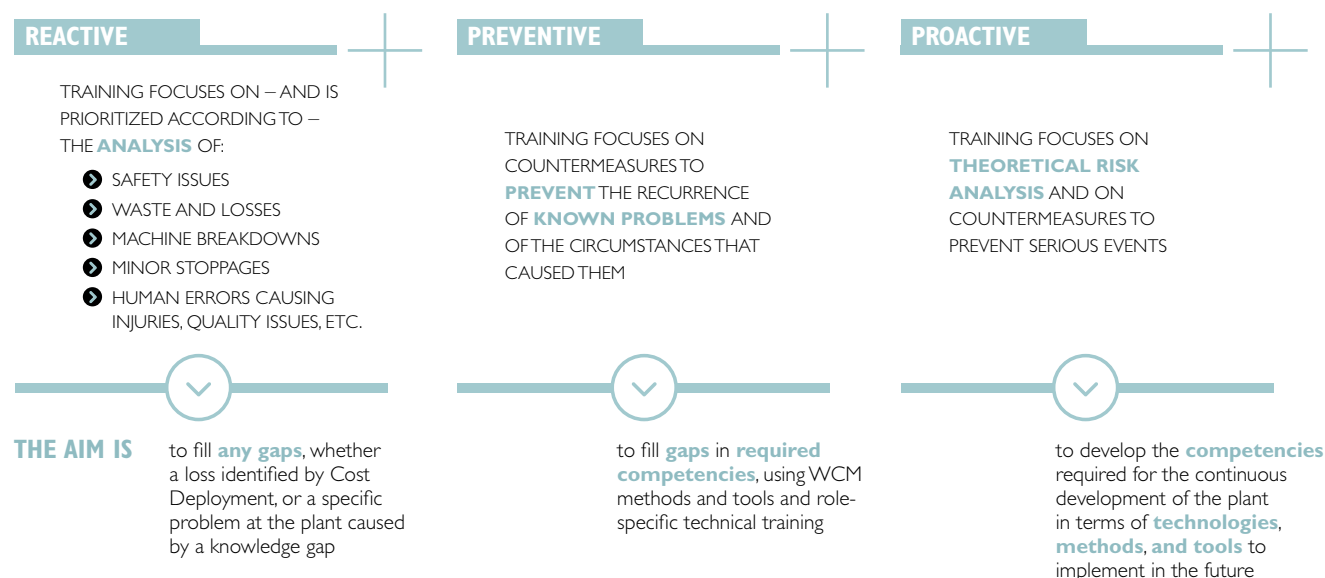 REACTIVE
TRAINING FOCUSES ON – AND IS
PRIORITIZED ACCORDING TO –
THE ANALYSIS OF:
SAFETY ISSUES
WASTE AND LOSSES
MACHINE BREAKDOWNS
MINOR STOPPAGES
HUMAN ERRORS CAUSING
INJURIES, QUALITY ISSUES, ETC.
PREVENTIVE
TRAINING FOCUSES ON
COUNTERMEASURES TO
PREVENT THE RECURRENCE
OF KNOWN PROBLEMS AND
OF THE CIRCUMSTANCES THAT
CAUSED THEM
PROACTIVE
TRAINING FOCUSES ON
THEORETICAL RISK
ANALYSIS AND ON
COUNTERMEASURES TO
PREVENT SERIOUS EVENTS
THE AIM IS
to fill any gaps, whether
a loss identified by Cost
Deployment, or a specific
problem at the plant caused
by a knowledge gap
to fill gaps in required
competencies, using WCM
methods and tools and role-
specific technical training
to develop the competencies
required for the continuous
development of the plant
in terms of technologies,
methods, and tools to
implement in the future